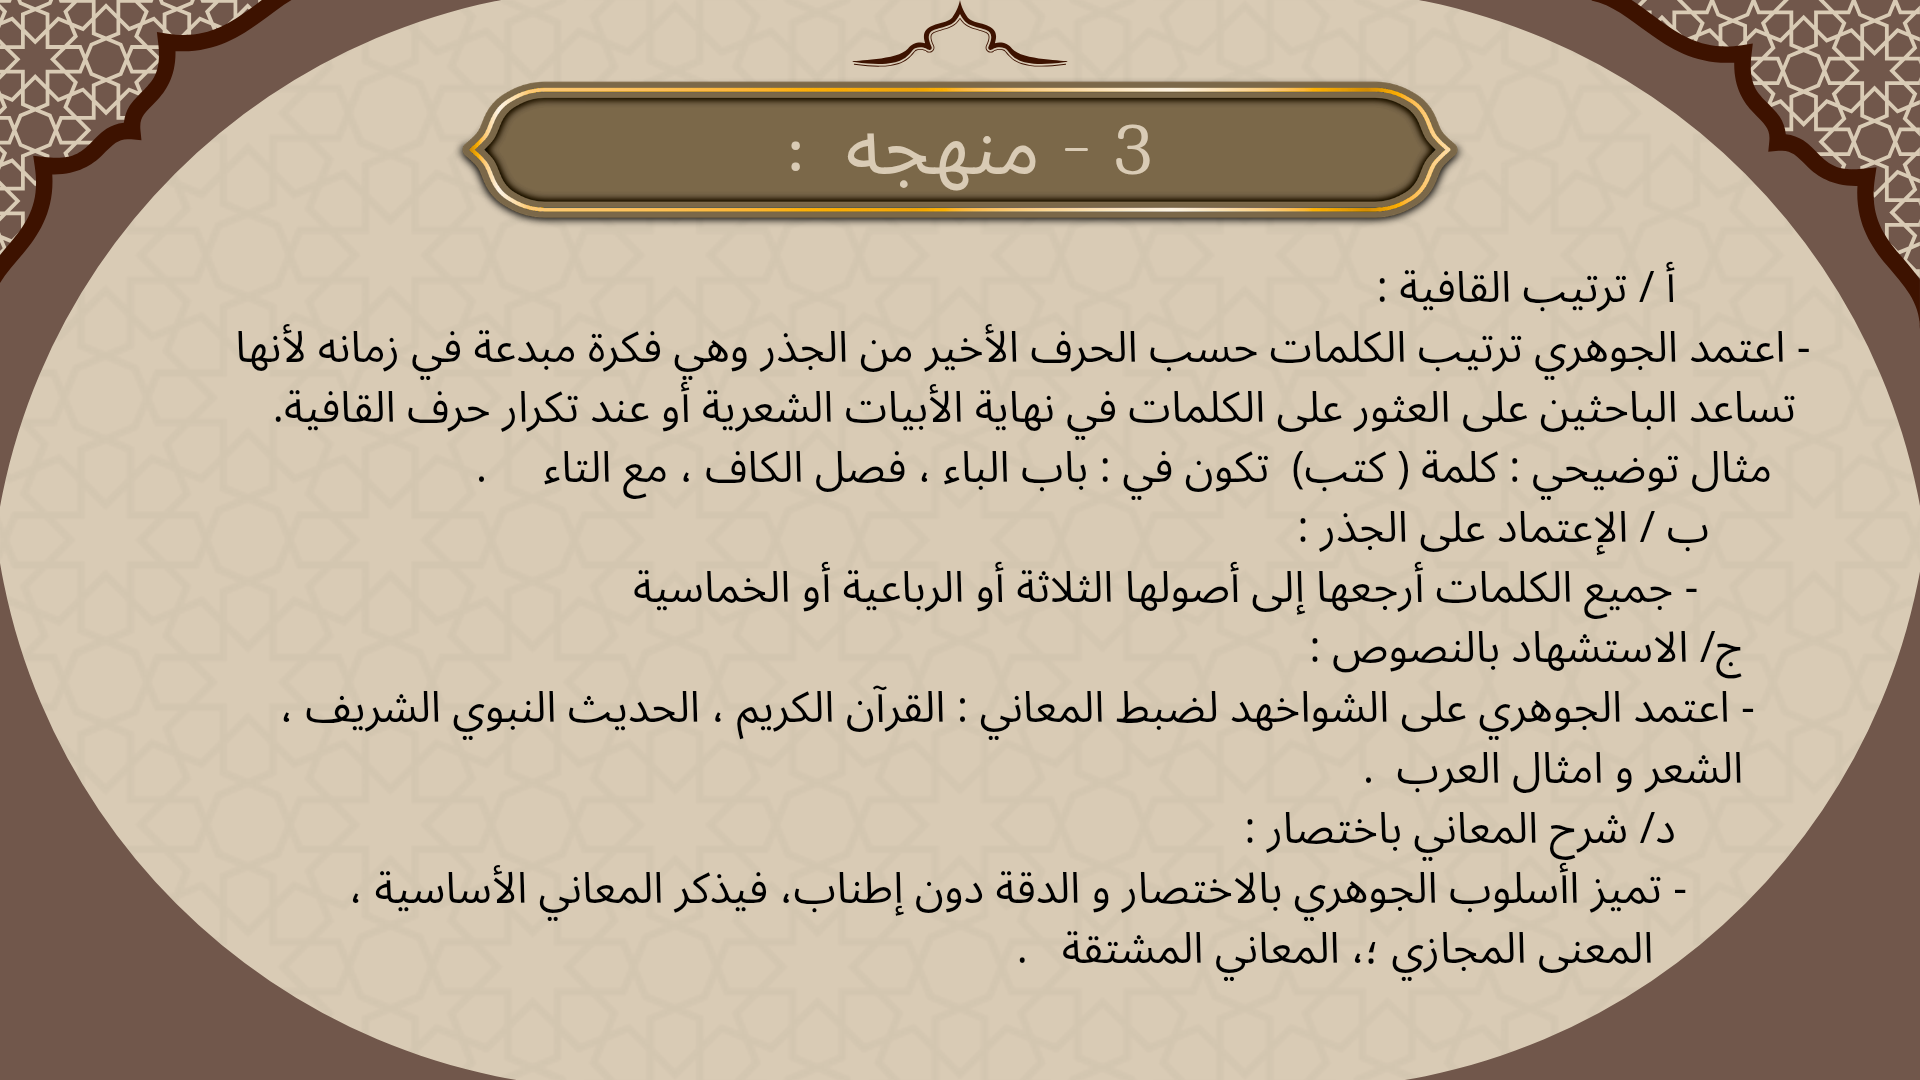 3 - منهجه :
أ / ترتيب القافية :
- اعتمد الجوهري ترتيب الكلمات حسب الحرف الأخير من الجذر وهي فكرة مبدعة في زمانه لأنها
تساعد الباحثين على العثور على الكلمات في نهاية الأبيات الشعرية أو عند تكرار حرف القافية.
مثال توضيحي : كلمة ( كتب) تكون في : باب الباء ، فصل الكاف ، مع التاء .
ب / الإعتماد على الجذر :
- جميع الكلمات أرجعها إلى أصولها الثلاثة أو الرباعية أو الخماسية
ج/ الاستشهاد بالنصوص :
- اعتمد الجوهري على الشواخهد لضبط المعاني : القرآن الكريم ، الحديث النبوي الشريف ،
الشعر و امثال العرب .
د/ شرح المعاني باختصار :
- تميز اأسلوب الجوهري بالاختصار و الدقة دون إطناب، فيذكر المعاني الأساسية ،
المعنى المجازي ؛، المعاني المشتقة .